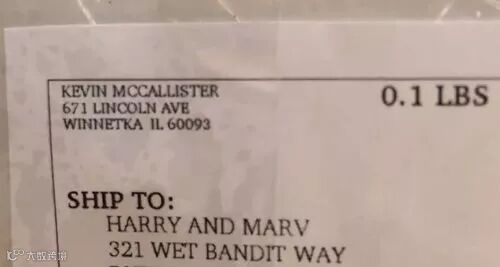 KEVIN MCCALLISTER
0.1 LBS
671 LINCOLN AVE
WINNETKA IL 60093
SHIP TO:
HARRY AND MARV
321 WET BANDIT WAY
大数跨境